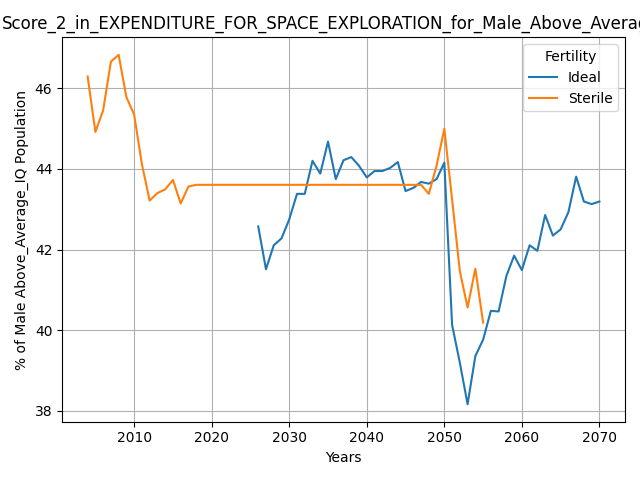 Score_2_in_EXPENDITURE_FOR_SPACE_EXPLORATION_for_Male_Above_Avera
Fertility
Ideal
Sterile
% of Male Above_Average_IQ Population
46
44
42
40
38
2010 2020 2030 2040 2050 2060 2070
Years